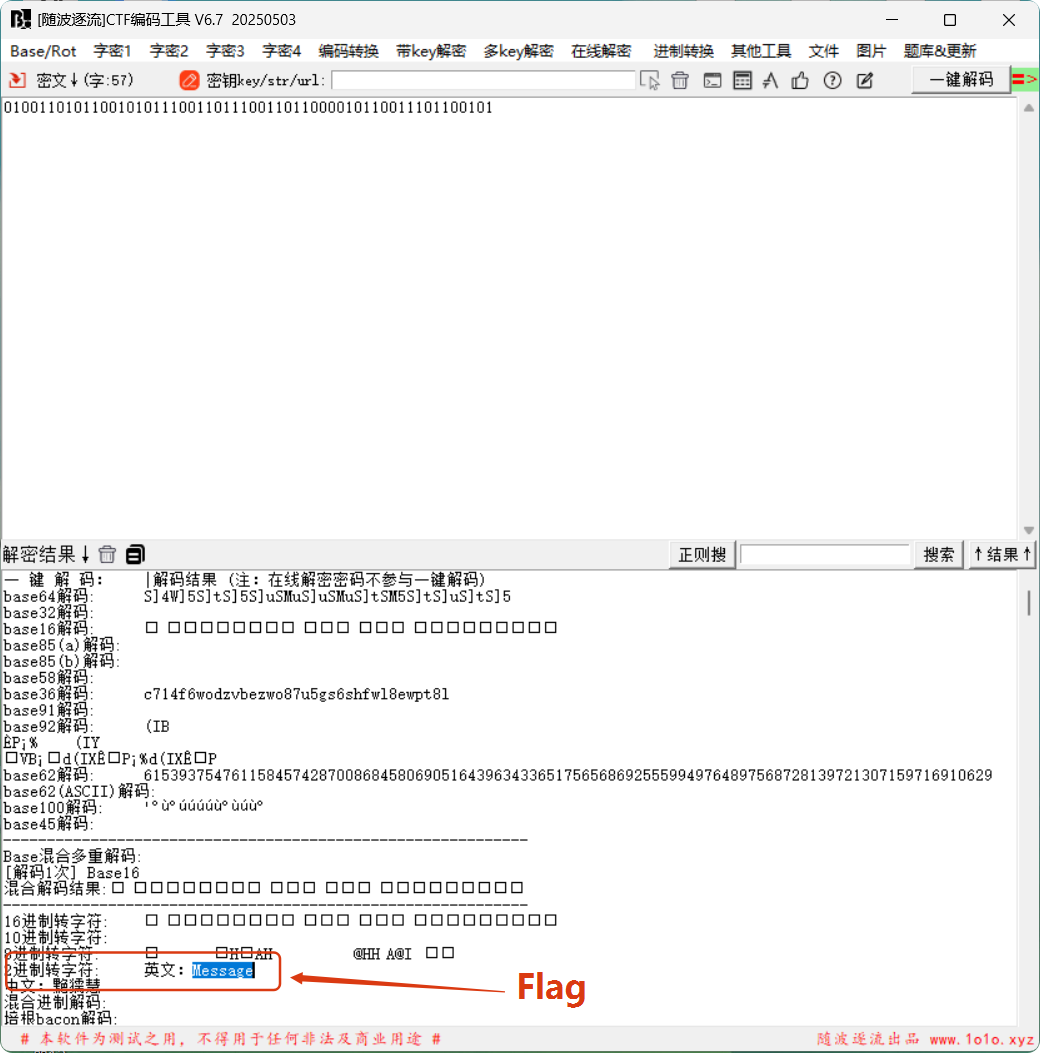 [随波逐流]CTF编码工具 V6.7 20250503
Base/Rot 字密1 字密2 字密3 字密4 编码转换 带key解密 多key解密 在线解密 进制转换 其他工具 文件 图片 题库&更新
密文↓(字:57) 密钥key/str/url: 一键解码 =>
01001101011001010111001101110011011000010110011101100101
解密结果↓ 正则搜 搜索 ↑结果↑
一 键 解 码: |解码结果 (注: 在线解密密码不参与一键解码)
base64解码: S]4W]5S]tS]5S]uSMuS]uSMuS]tSM5S]tS]uS]tS]5
base32解码:
base16解码: □ □□□□□□□□ □□□ □□□ □□□□□□□□□
base85(a)解码:
base85(b)解码:
base58解码:
base36解码: c714f6wodzvbezwo87u5gs6shfwl8ewpt8l
base91解码:
base92解码: (IB
ÊP¡% (IY
□VB¡□d(IXÊ□P¡%d(IXÊ□P
base62解码: 615393754761158457428700868458069051643963433651756568692555994976489756872813972130715971691062​9
base62(ASCII)解码:
base100解码: '°ù°úúúúù°ùúù°
base45解码:
------------------------------------------------------------
Base混合多重解码:
[解码1次] Base16
混合解码结果:□ □□□□□□□□ □□□ □□□ □□□□□□□□□
------------------------------------------------------------
16进制转字符: □ □□□□□□□□ □□□ □□□ □□□□□□□□□
10进制转字符:
8进制转字符: □ □H□AH @HH A@I □□
2进制转字符: 英文: Message
Flag
混合进制解码:
培根bacon解码:
# 本软件为测试之用，不得用于任何非法及商业用途 # 随波逐流出品 www.1o1o.xyz